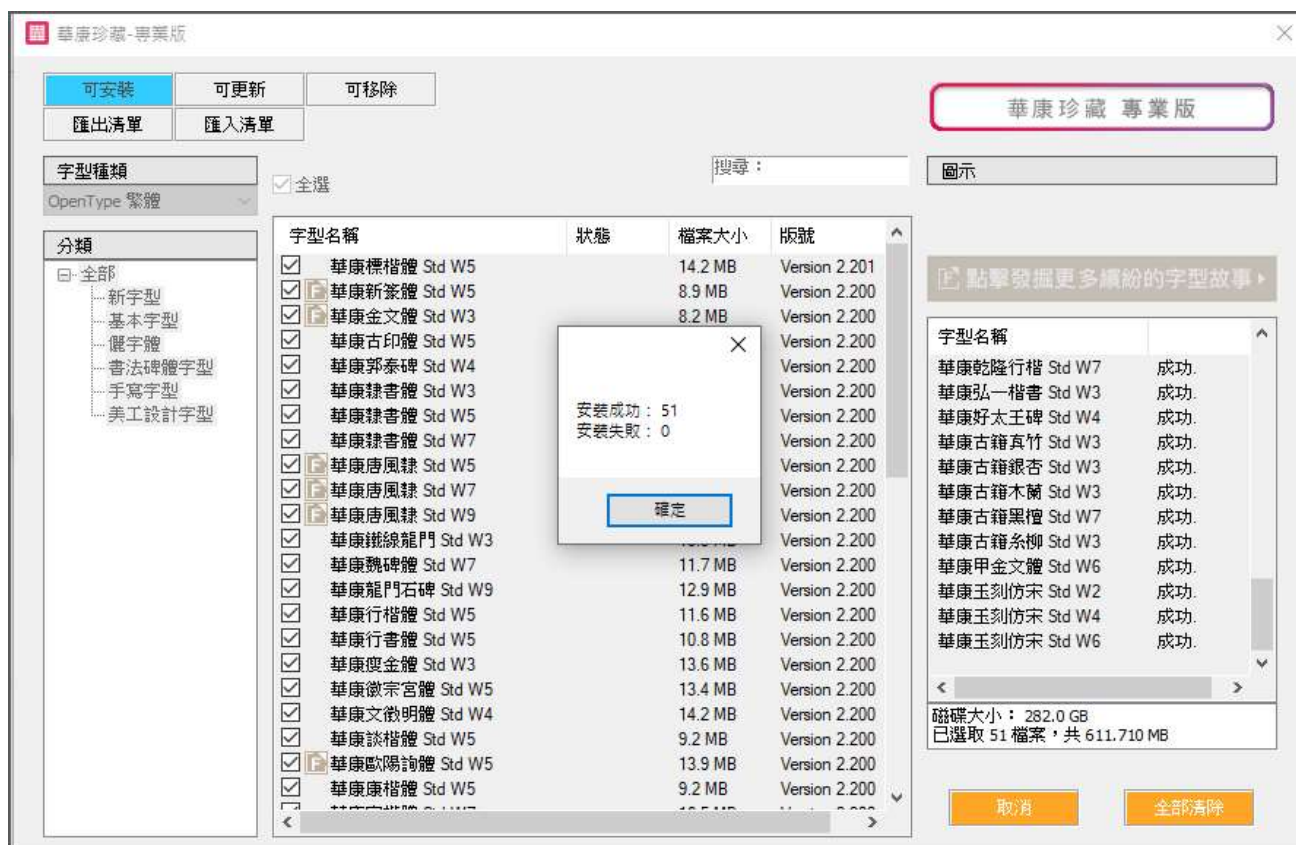 華康珍藏-專業版
可安裝 可更新 可移除
匯出清單 匯入清單
華康珍藏 專業版
字型種類
OpenType 繁體
搜尋：
圖示
全選
分類
全部
新字型
基本字型
儷字體
書法碑體字型
手寫字型
美工設計字型
字型名稱 狀態 檔案大小 版號
華康標楷體 Std W5 14.2 MB Version 2.201
華康新篆體 Std W5 8.9 MB Version 2.200
華康金文體 Std W3 8.2 MB Version 2.200
華康古印體 Std W5 Version 2.200
華康郭泰碑 Std W4 Version 2.200
華康隸書體 Std W3 Version 2.200
華康隸書體 Std W5 Version 2.200
華康隸書體 Std W7 Version 2.200
華康唐風隸 Std W5 Version 2.200
華康唐風隸 Std W7 Version 2.200
華康唐風隸 Std W9 Version 2.200
華康鐵線龍門 Std W3 Version 2.200
華康魏碑體 Std W7 11.7 MB Version 2.200
華康龍門石碑 Std W9 12.9 MB Version 2.200
華康行楷體 Std W5 11.6 MB Version 2.200
華康行書體 Std W5 10.8 MB Version 2.200
華康瘦金體 Std W3 13.6 MB Version 2.200
華康徽宗宮體 Std W5 13.4 MB Version 2.200
華康文徵明體 Std W4 14.2 MB Version 2.200
華康談楷體 Std W5 9.2 MB Version 2.200
華康歐陽詢體 Std W5 13.9 MB Version 2.200
華康康楷體 Std W5 9.2 MB Version 2.200
安裝成功： 51
安裝失敗： 0
確定
點擊發掘更多繽紛的字型故事
字型名稱
華康乾隆行楷 Std W7 成功.
華康弘一楷書 Std W3 成功.
華康好太王碑 Std W4 成功.
華康古籍真竹 Std W3 成功.
華康古籍銀杏 Std W3 成功.
華康古籍木蘭 Std W3 成功.
華康古籍黑檀 Std W7 成功.
華康古籍糸柳 Std W3 成功.
華康甲金文體 Std W6 成功.
華康玉刻仿宋 Std W2 成功.
華康玉刻仿宋 Std W4 成功.
華康玉刻仿宋 Std W6 成功.
磁碟大小： 282.0 GB
已選取 51 檔案，共 611.710 MB
取消 全部清除